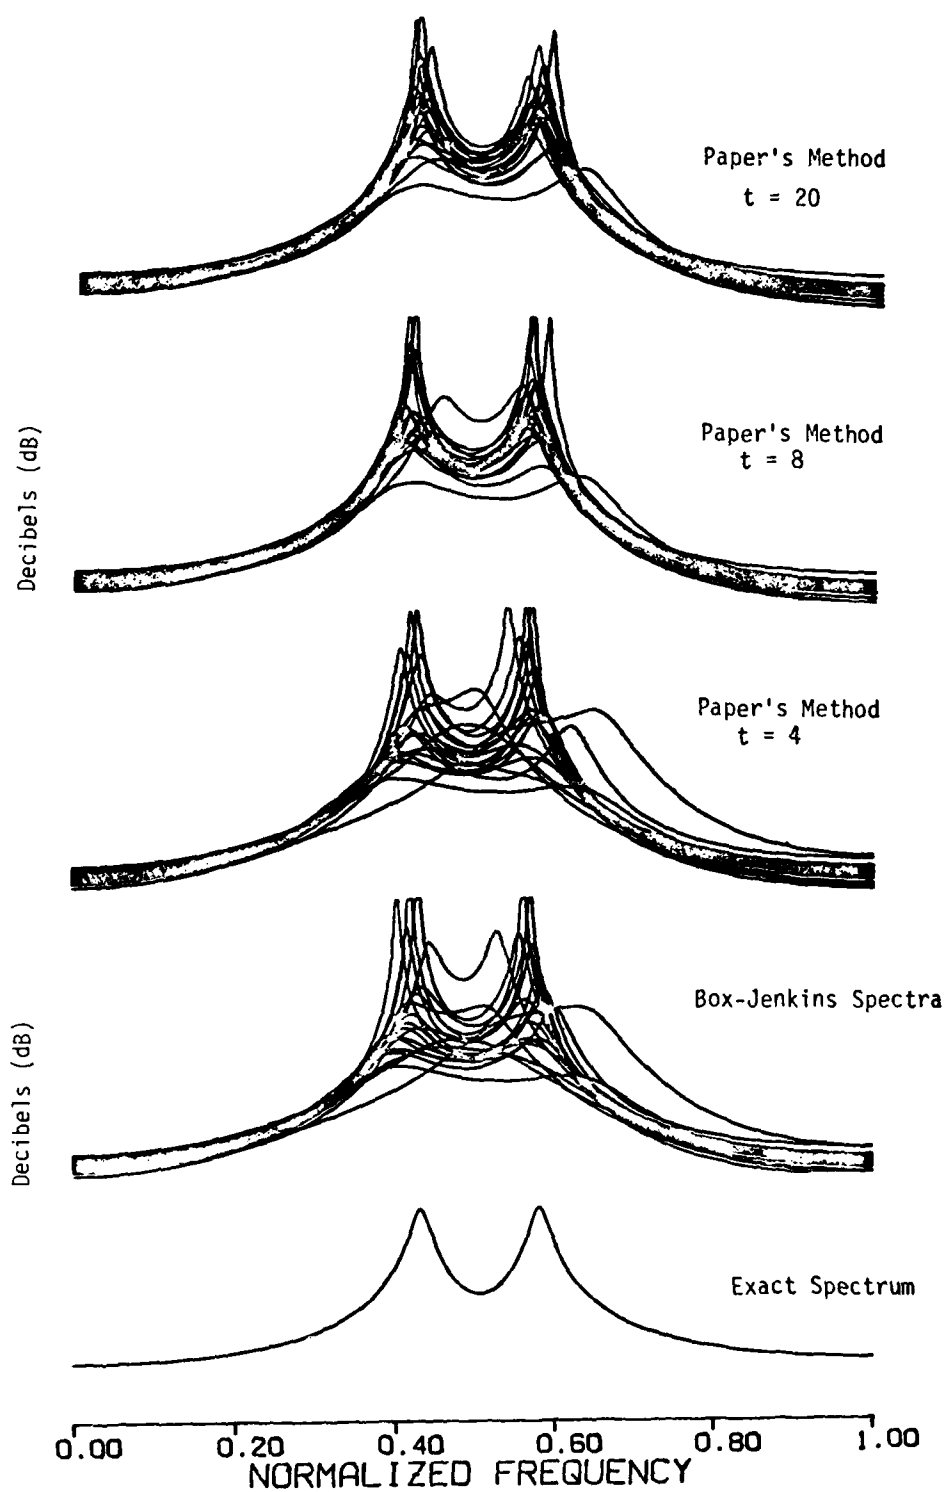 Paper's Method
t = 20
Paper's Method
t = 8
Decibels (dB)
Paper's Method
t = 4
Box-Jenkins Spectra
Decibels (dB)
Exact Spectrum
0.00 0.20 0.40 0.60 0.80 1.00
NORMALIZED FREQUENCY